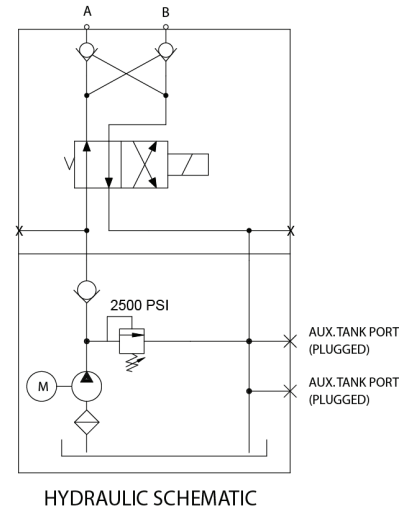 A B
2500 PSI
AUX. TANK PORT
(PLUGGED)
M
AUX. TANK PORT
(PLUGGED)
HYDRAULIC SCHEMATIC